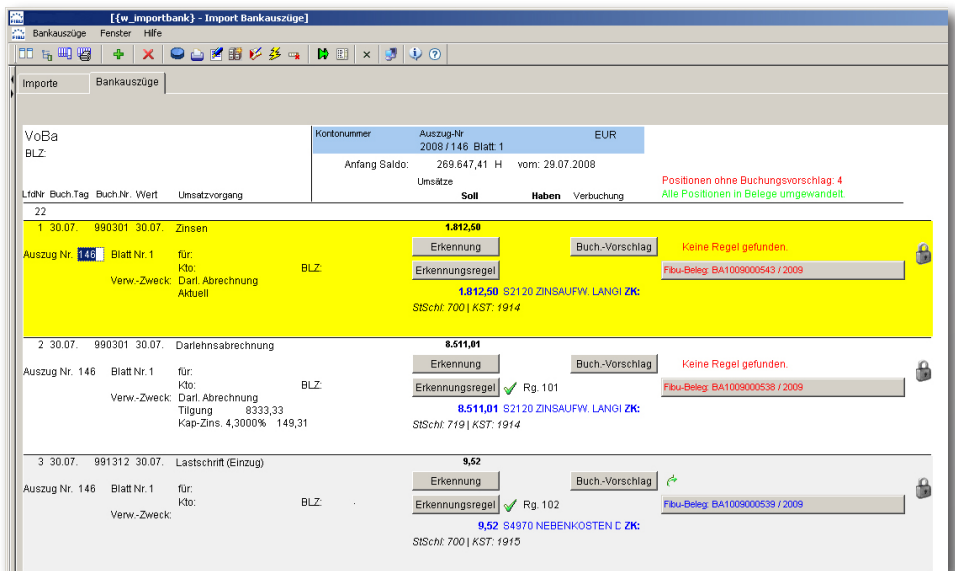 [{w_importbank} - Import Bankauszüge]
Bankauszüge Fenster Hilfe
Importe Bankauszüge
VoBa
BLZ:
Kontonummer Auszug-Nr EUR
2008 / 146 Blatt: 1
Anfang Saldo: 269.647,41 H vom: 29.07.2008
Umsätze
Positionen ohne Buchungsvorschlag: 4
LfdNr Buch.Tag Buch.Nr. Wert Umsatzvorgang Soll Haben Verbuchung Alle Positionen in Belege umgewandelt.
22
1 30.07. 990301 30.07. Zinsen 1.812,50
Erkennung Buch.-Vorschlag Keine Regel gefunden.
Auszug Nr. 146 Blatt Nr. 1 für:
Kto: BLZ: Erkennungsregel Fibu-Beleg: BA1009000543 / 2009
Verw.-Zweck: Darl. Abrechnung
Aktuell 1.812,50 S2120 ZINSAUFW. LANGI ZK:
StSchl: 700 | KST: 1914
2 30.07. 990301 30.07. Darlehnsabrechnung 8.511,01
Erkennung Buch.-Vorschlag Keine Regel gefunden.
Auszug Nr. 146 Blatt Nr. 1 für:
Kto: BLZ: Erkennungsregel Rg. 101 Fibu-Beleg: BA1009000538 / 2009
Verw.-Zweck: Darl. Abrechnung
Tilgung 8333,33 8.511,01 S2120 ZINSAUFW. LANGI ZK:
Kap-Zins. 4,3000% 149,31 StSchl: 719 | KST: 1914
3 30.07. 991312 30.07. Lastschrift (Einzug) 9,52
Erkennung Buch.-Vorschlag
Auszug Nr. 146 Blatt Nr. 1 für:
Kto: BLZ: Erkennungsregel Rg. 102 Fibu-Beleg: BA1009000539 / 2009
Verw.-Zweck:
9,52 S4970 NEBENKOSTEN D ZK:
StSchl: 700 | KST: 1915